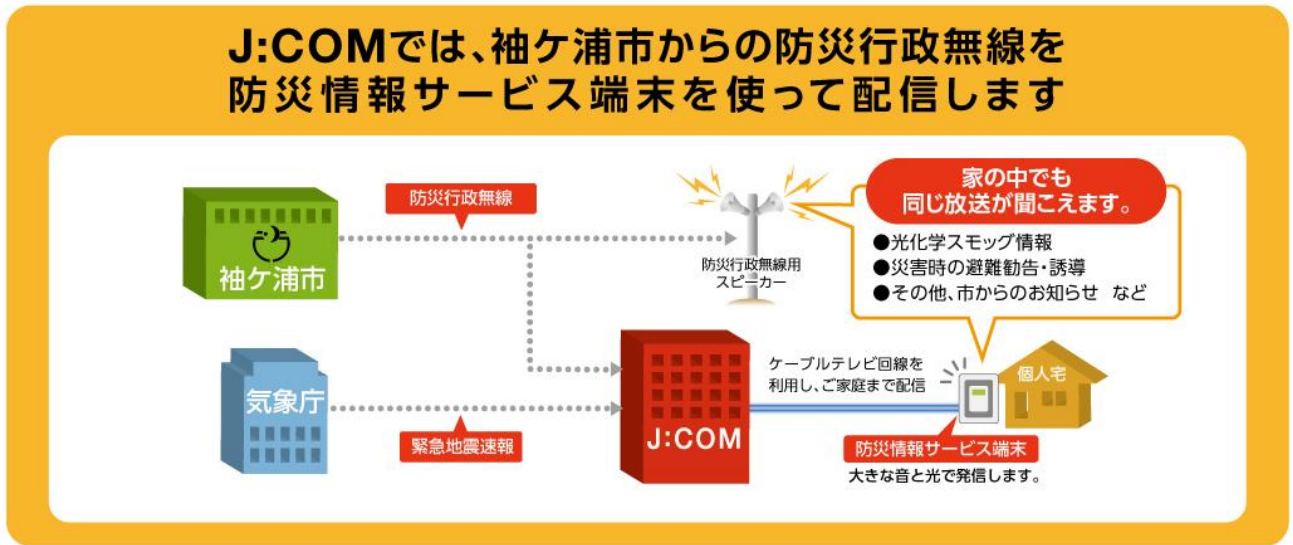 J:COMでは、袖ケ浦市からの防災行政無線を
防災情報サービス端末を使って配信します
防災行政無線
袖ケ浦市
防災行政無線用
スピーカー
家の中でも
同じ放送が聞こえます。
●光化学スモッグ情報
●災害時の避難勧告・誘導
●その他、市からのお知らせ など
気象庁
緊急地震速報
J:COM
ケーブルテレビ回線を
利用し、ご家庭まで配信
個人宅
防災情報サービス端末
大きな音と光で発信します。